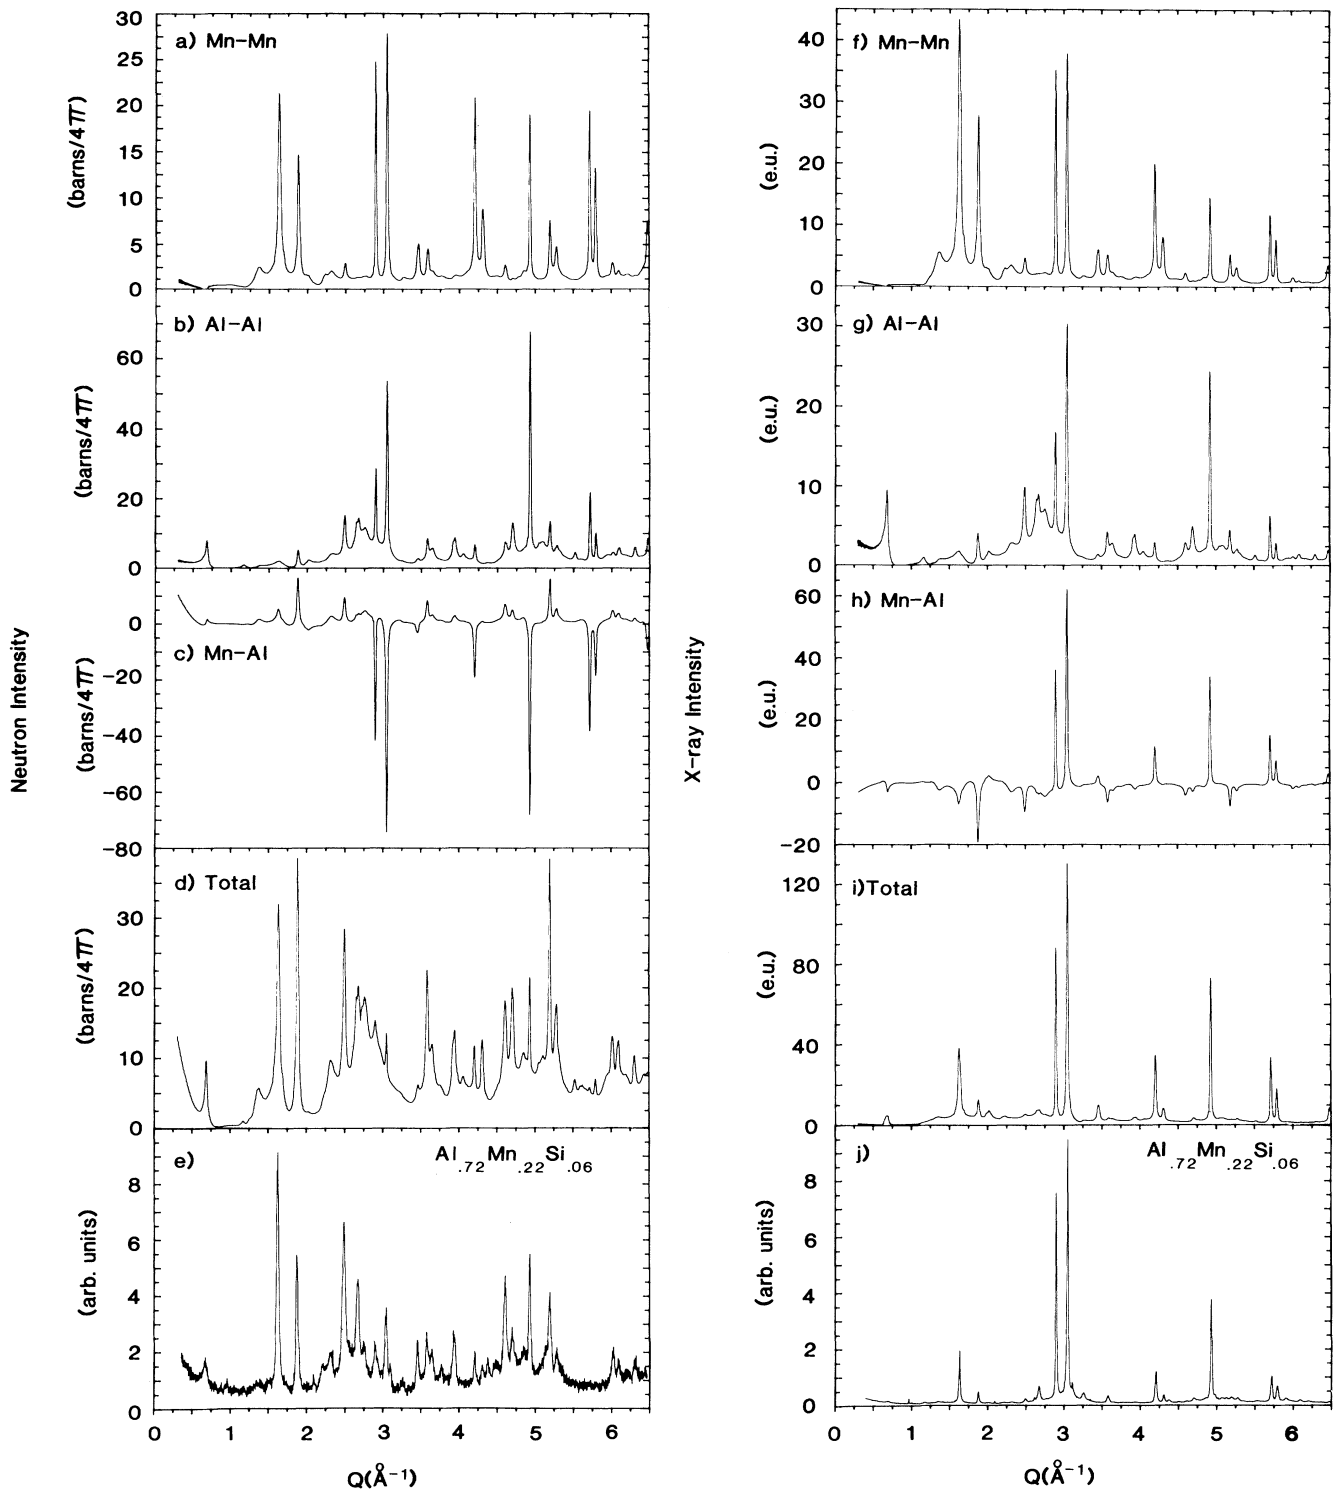 Neutron Intensity
a) Mn-Mn
(barns/4π)
30
25
20
15
10
5
0
b) Al-Al
(barns/4π)
60
40
20
0
c) Mn-Al
(barns/4π)
0
-20
-40
-60
-80
d) Total
(barns/4π)
30
20
10
0
e)
Al.72Mn.22Si.06
(arb. units)
8
6
4
2
0
0 1 2 3 4 5 6
Q(Å⁻¹)
X-ray Intensity
f) Mn-Mn
(e.u.)
40
30
20
10
0
g) Al-Al
(e.u.)
30
20
10
0
h) Mn-Al
(e.u.)
60
40
20
0
-20
i)Total
(e.u.)
120
80
40
0
j)
Al.72Mn.22Si.06
(arb. units)
8
6
4
2
0
0 1 2 3 4 5 6
Q(Å⁻¹)